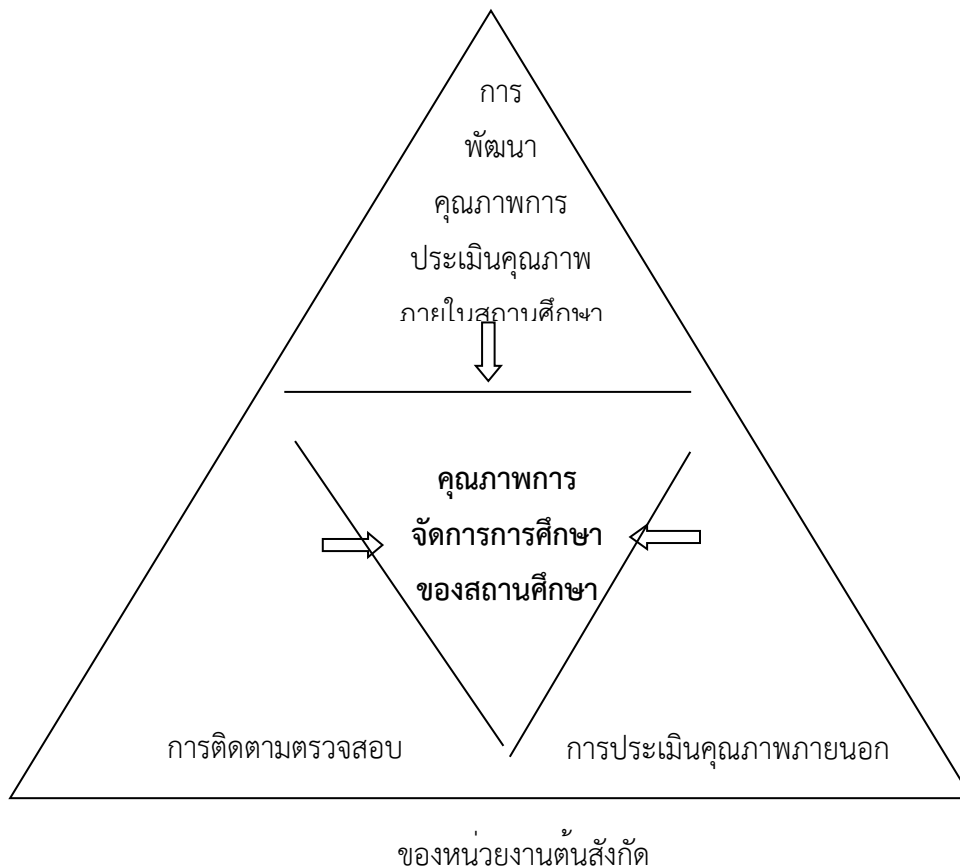 การ
พัฒนา
คุณภาพการ
ประเมินคุณภาพ
ภายในสถานศึกษา
คุณภาพการ
จัดการการศึกษา
ของสถานศึกษา
การติดตามตรวจสอบ
การประเมินคุณภาพภายนอก
ของหน่วยงานต้นสังกัด